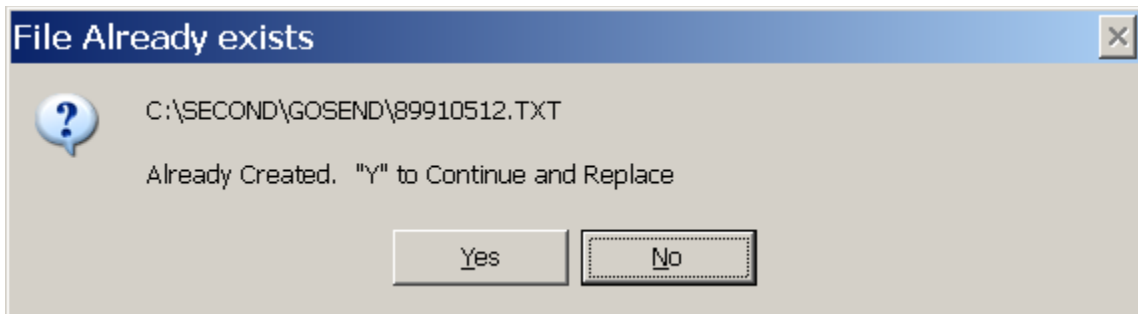 File Already exists
C:\SECOND\GOSEND\89910512.TXT
Already Created.  "Y" to Continue and Replace
Yes No